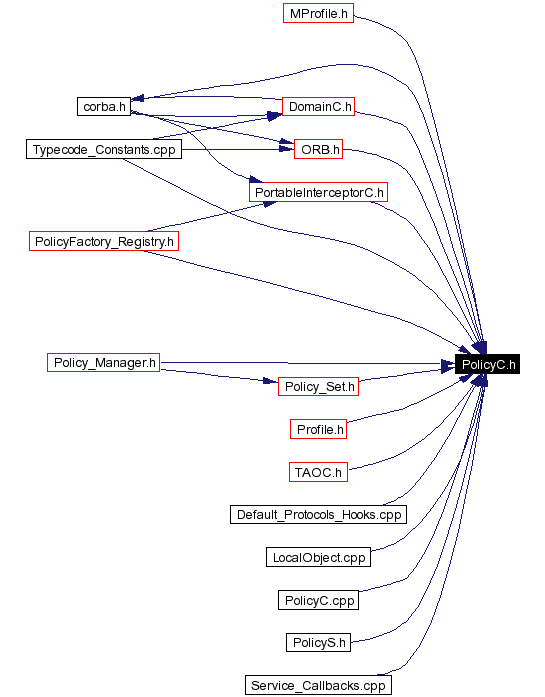 MProfile.h
corba.h
DomainC.h
Typecode_Constants.cpp
ORB.h
PortableInterceptorC.h
PolicyFactory_Registry.h
Policy_Manager.h
PolicyC.h
Policy_Set.h
Profile.h
TAOC.h
Default_Protocols_Hooks.cpp
LocalObject.cpp
PolicyC.cpp
PolicyS.h
Service_Callbacks.cpp